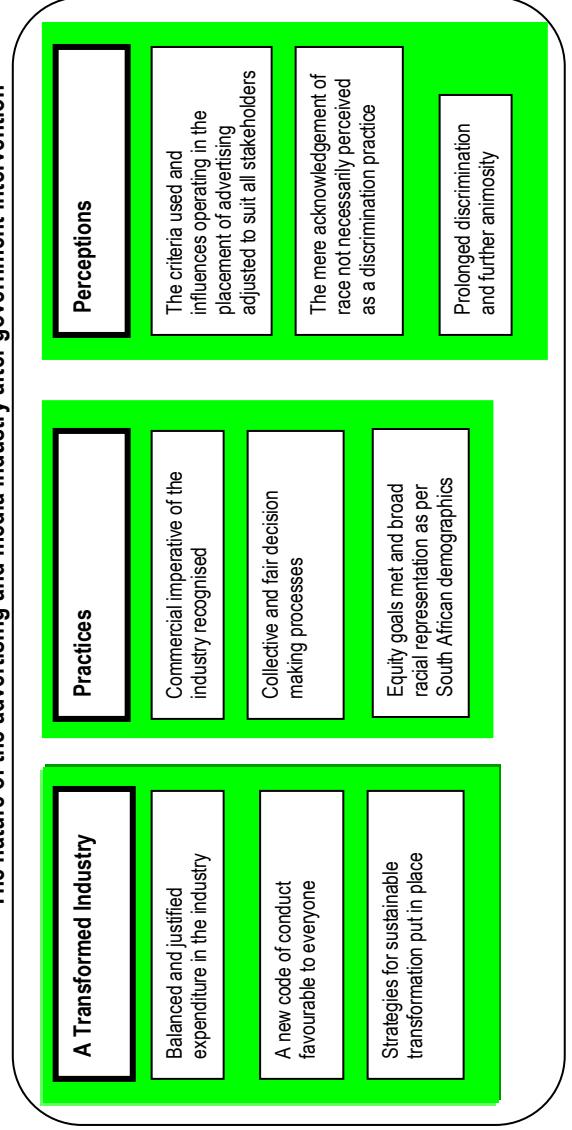 The nature of the advertising and media industry after government intervention
A Transformed Industry
Balanced and justified
expenditure in the industry
A new code of conduct
favourable to everyone
Strategies for sustainable
transformation put in place
Practices
Commercial imperative of the
industry recognised
Collective and fair decision
making processes
Equity goals met and broad
racial representation as per
South African demographics
Perceptions
The criteria used and
influences operating in the
placement of advertising
adjusted to suit all stakeholders
The mere acknowledgement of
race not necessarily perceived
as a discrimination practice
Prolonged discrimination
and further animosity